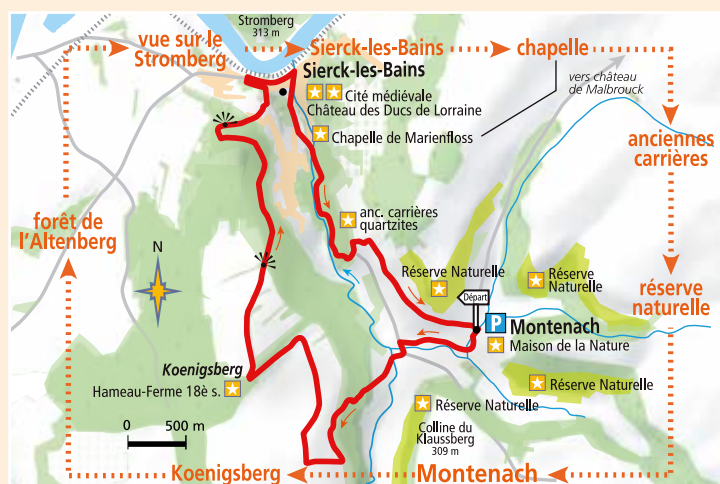 Stromberg
313 m
vue sur le
Stromberg
Sierck-les-Bains
chapelle
Sierck-les-Bains
vers château
de Malbrouck
Cité médiévale
Château des Ducs de Lorraine
Chapelle de Marienfloss
anciennes
carrières
forêt de
l'Altenberg
anc. carrières
quartzites
N
Réserve Naturelle
Réserve
Naturelle
réserve
naturelle
Départ
P
Montenach
Maison de la Nature
Koenigsberg
Hameau-Ferme 18è s.
Réserve Naturelle
Réserve Naturelle
0 500 m
Colline du
Klaussberg
309 m
Koenigsberg
Montenach